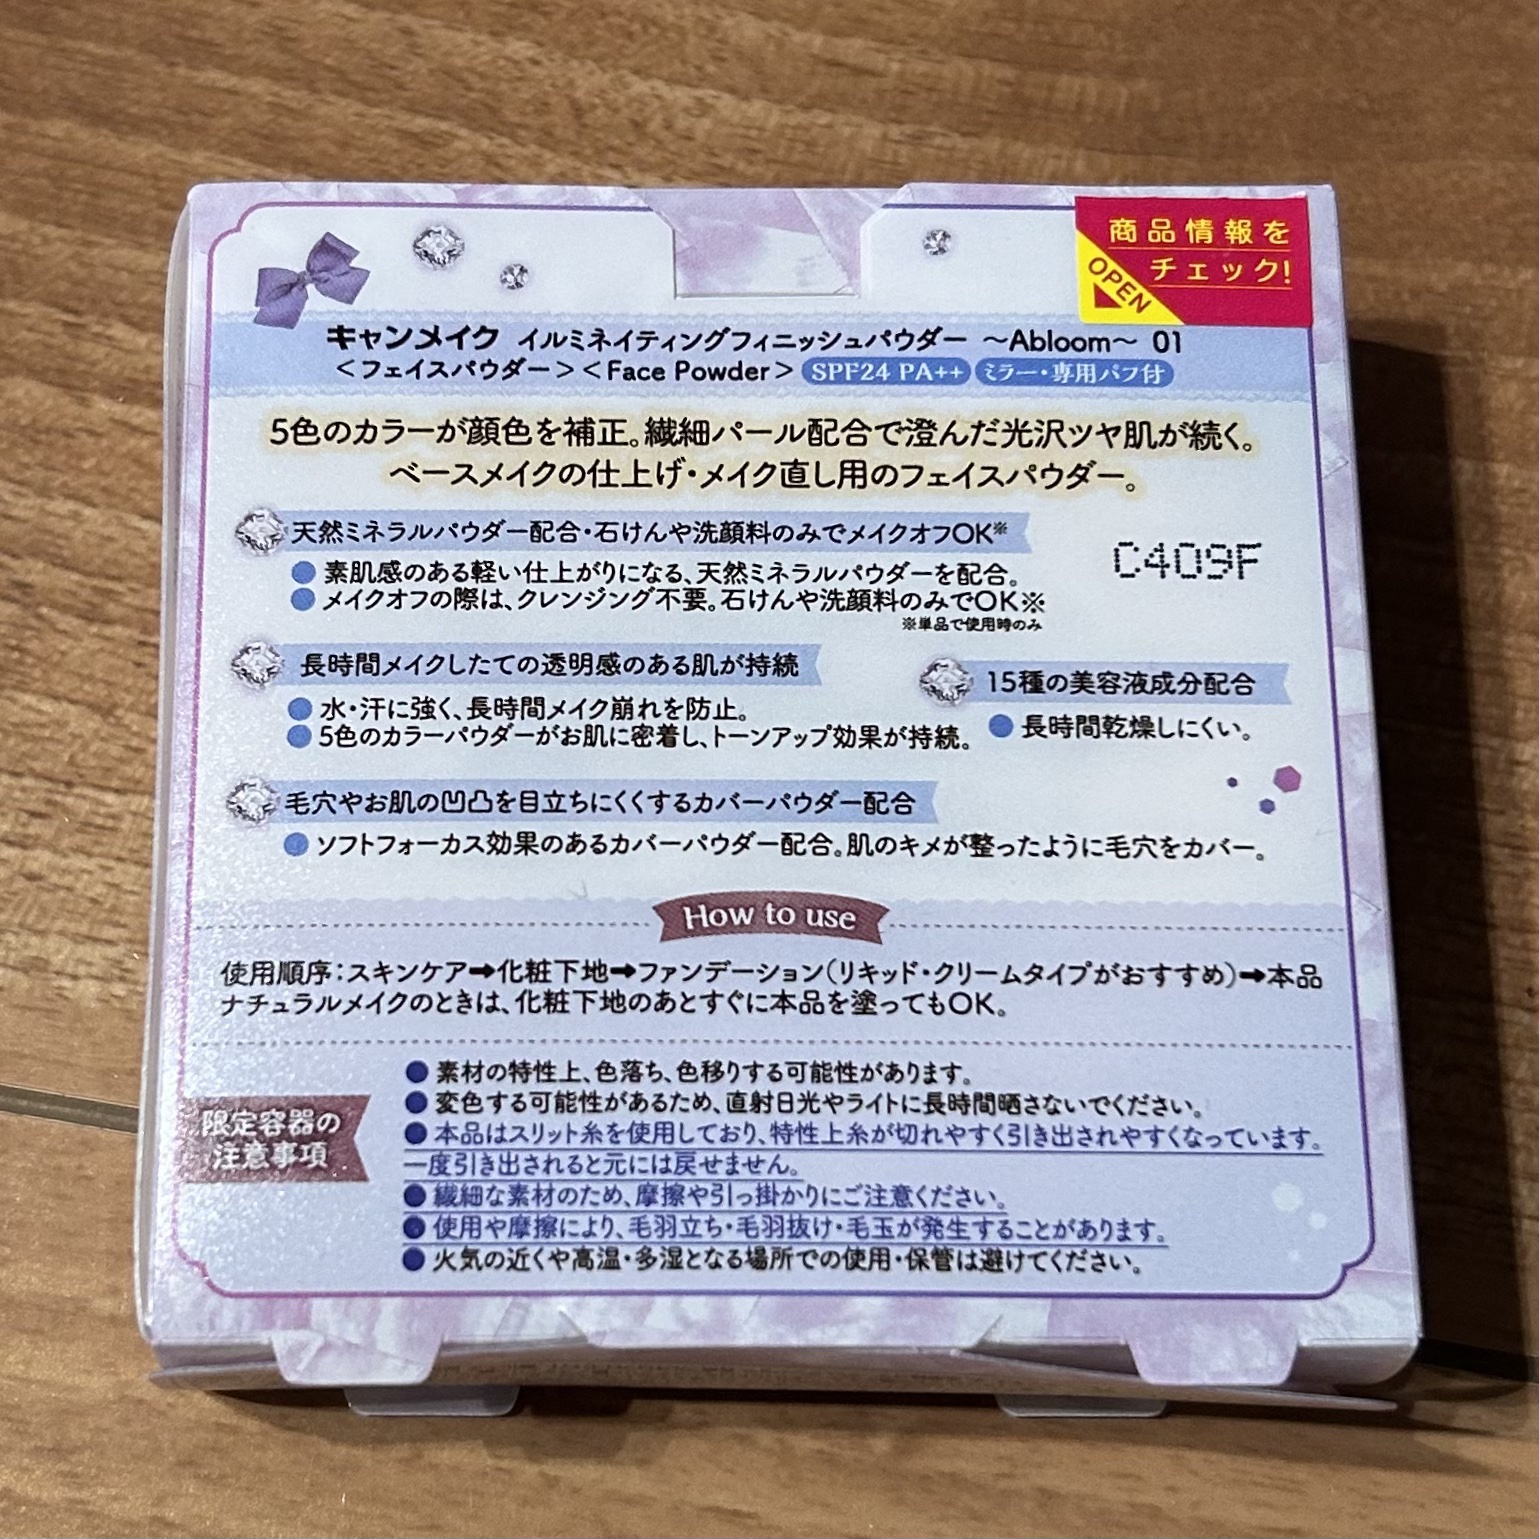 商品情報を
チェック!
OPEN
キャンメイク イルミネイティングフィニッシュパウダー ～Abloom～ 01
＜フェイスパウダー＞＜Face Powder＞ SPF24 PA++ ミラー・専用パフ付
5色のカラーが顔色を補正。繊細パール配合で澄んだ光沢ツヤ肌が続く。
ベースメイクの仕上げ・メイク直し用のフェイスパウダー。
天然ミネラルパウダー配合・石けんや洗顔料のみでメイクオフOK※
● 素肌感のある軽い仕上がりになる、天然ミネラルパウダーを配合。
● メイクオフの際は、クレンジング不要。石けんや洗顔料のみでOK※
※単品で使用時のみ
C409F
長時間メイクしたての透明感のある肌が持続
● 水・汗に強く、長時間メイク崩れを防止。
● 5色のカラーパウダーがお肌に密着し、トーンアップ効果が持続。
15種の美容液成分配合
● 長時間乾燥しにくい。
毛穴やお肌の凹凸を目立ちにくくするカバーパウダー配合
● ソフトフォーカス効果のあるカバーパウダー配合。肌のキメが整ったように毛穴をカバー。
How to use
使用順序：スキンケア➡化粧下地➡ファンデーション（リキッド・クリームタイプがおすすめ）➡本品
ナチュラルメイクのときは、化粧下地のあとすぐに本品を塗ってもOK。
限定容器の
注意事項
● 素材の特性上、色落ち、色移りする可能性があります。
● 変色する可能性があるため、直射日光やライトに長時間晒さないでください。
● 本品はスリット糸を使用しており、特性上糸が切れやすく引き出されやすくなっています。
一度引き出されると元には戻せません。
● 繊細な素材のため、摩擦や引っ掛かりにご注意ください。
● 使用や摩擦により、毛羽立ち・毛羽抜け・毛玉が発生することがあります。
● 火気の近くや高温・多湿となる場所での使用・保管は避けてください。